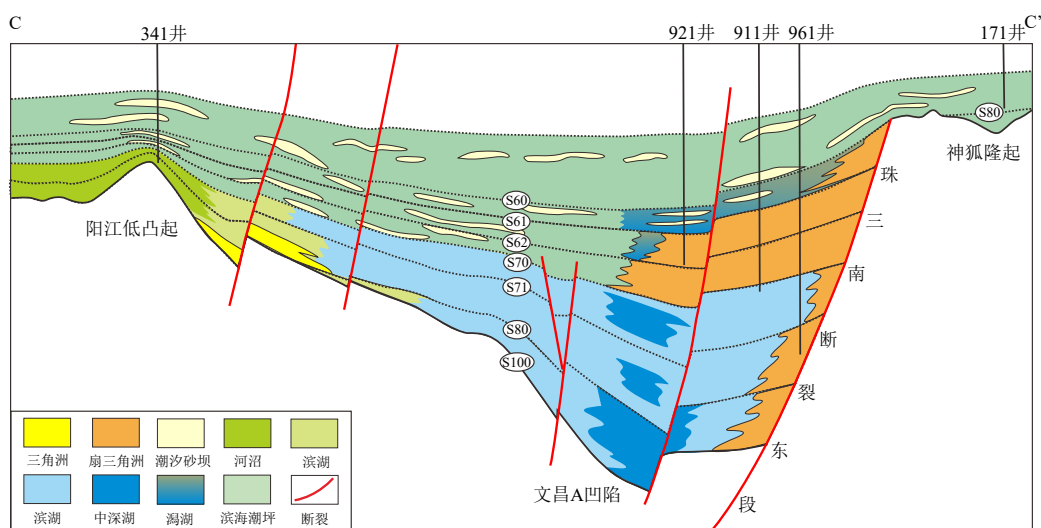 C
C'
341井
921井
911井
961井
171井
S80
神狐隆起
珠
三
南
断
裂
东
段
阳江低凸起
S60
S61
S62
S70
S71
S80
S100
文昌A凹陷
三角洲
扇三角洲
潮汐砂坝
河沼
滨湖
滨湖
中深湖
潟湖
滨海潮坪
断裂